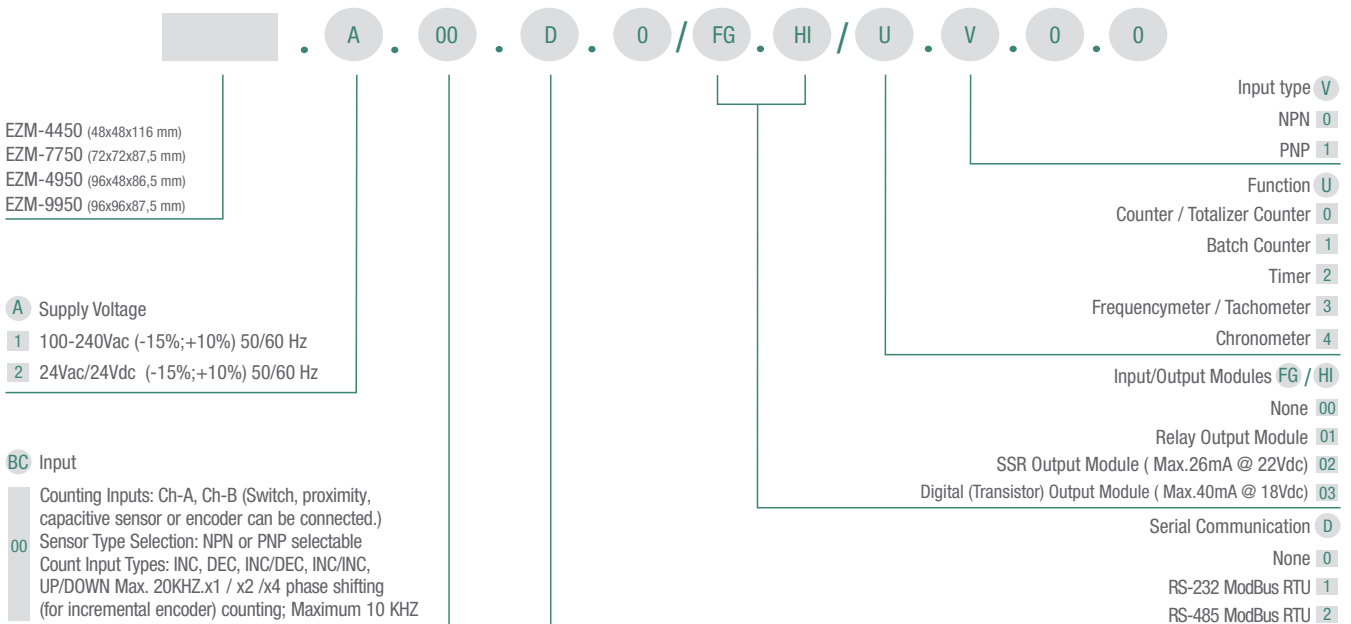 . A . 00 . D . 0 / FG . HI / U . V . 0 . 0
EZM-4450 (48x48x116 mm)
EZM-7750 (72x72x87,5 mm)
EZM-4950 (96x48x86,5 mm)
EZM-9950 (96x96x87,5 mm)
A Supply Voltage
1 100-240Vac (-15%;+10%) 50/60 Hz
2 24Vac/24Vdc (-15%;+10%) 50/60 Hz
BC Input
Counting Inputs: Ch-A, Ch-B (Switch, proximity,
capacitive sensor or encoder can be connected.)
00 Sensor Type Selection: NPN or PNP selectable
Count Input Types: INC, DEC, INC/DEC, INC/INC,
UP/DOWN Max. 20KHZ.x1 / x2 /x4 phase shifting
(for incremental encoder) counting; Maximum 10 KHZ
Input type V
NPN 0
PNP 1
Function U
Counter / Totalizer Counter 0
Batch Counter 1
Timer 2
Frequencymeter / Tachometer 3
Chronometer 4
Input/Output Modules FG / HI
None 00
Relay Output Module 01
SSR Output Module ( Max.26mA @ 22Vdc) 02
Digital (Transistor) Output Module ( Max.40mA @ 18Vdc) 03
Serial Communication D
None 0
RS-232 ModBus RTU 1
RS-485 ModBus RTU 2